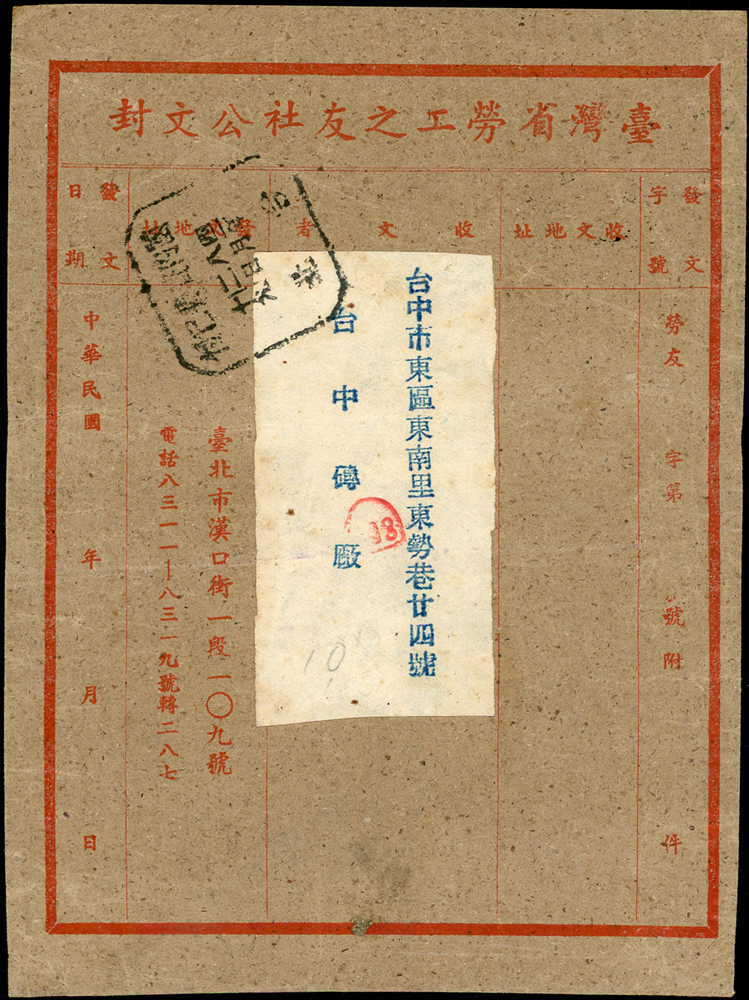 臺灣省勞工之友社公文封
發文字號
勞友 字第 號附 件
收文地址
收文者
台中市東區東南里東勢巷廿四號
台中磚廠
發文地址
臺北市漢口街一段一〇九號
電話八三一一一—八三一一九號轉二八七
發文日期
中華民國 年 月 日
98
100